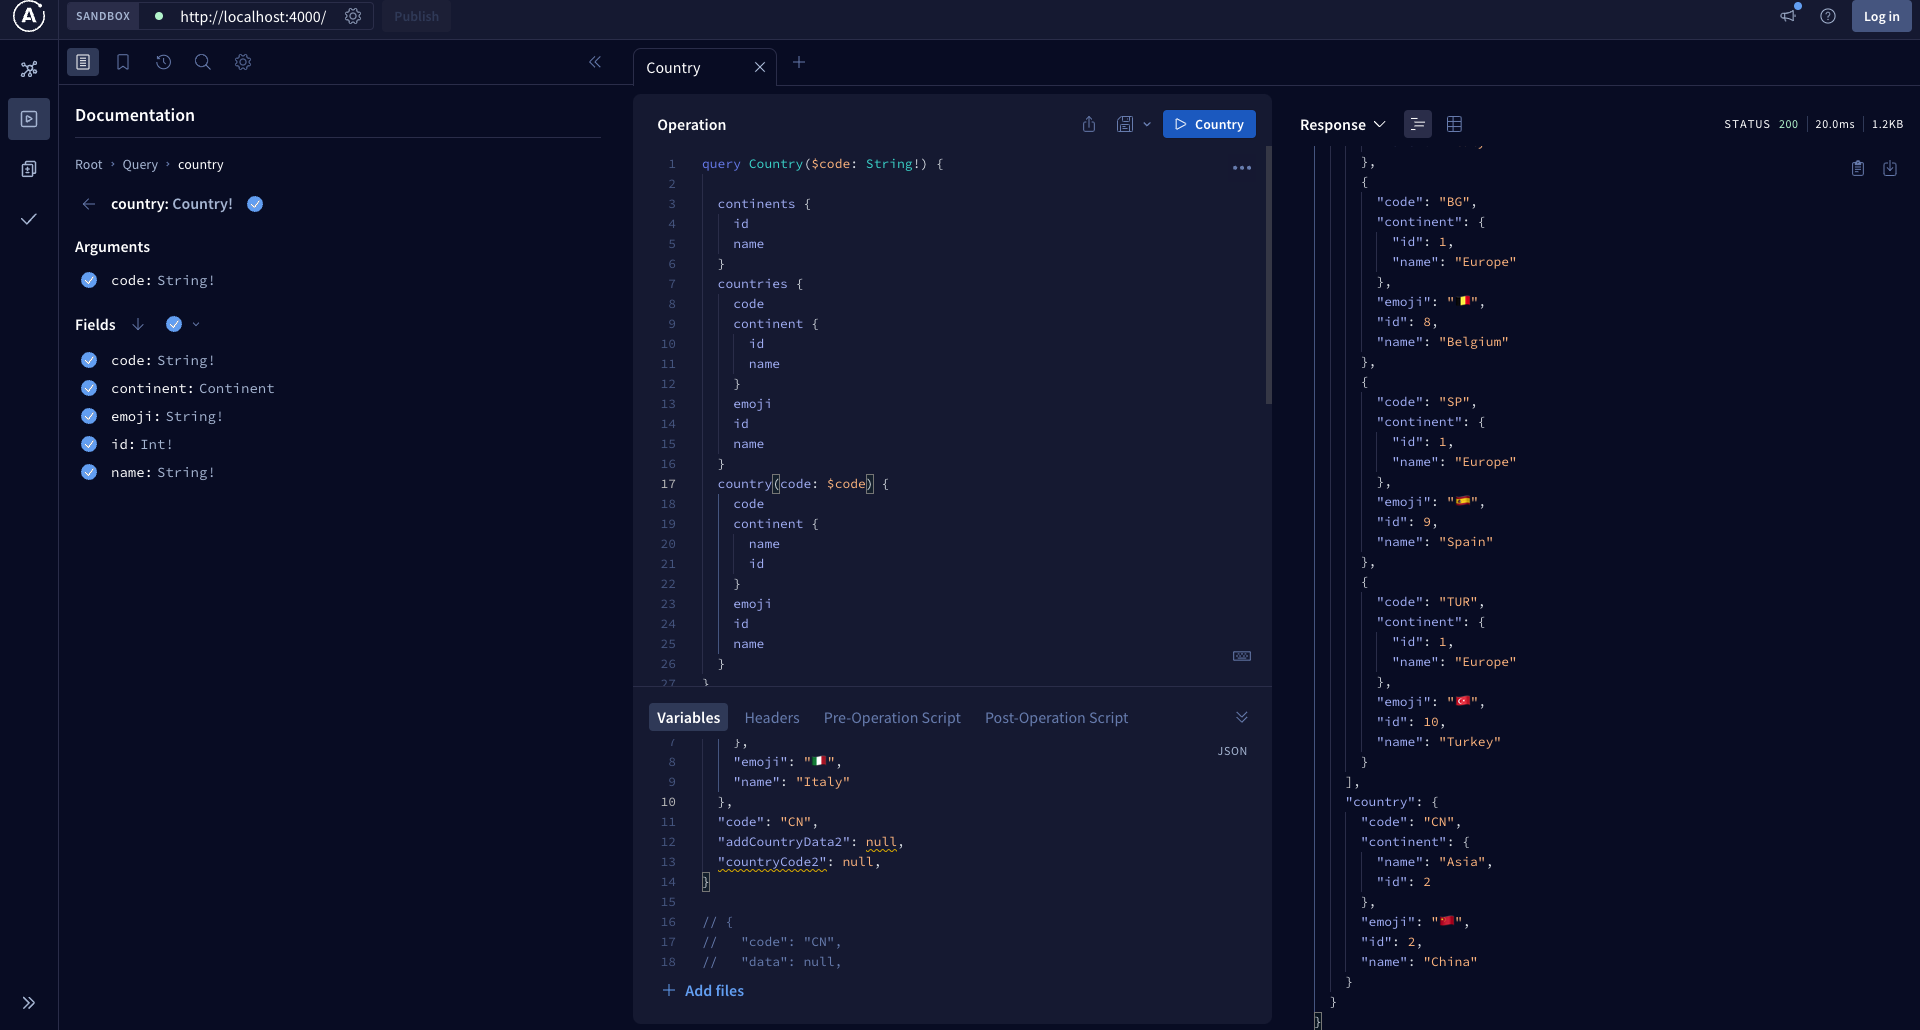 SANDBOX
http://localhost:4000/
Publish
Log in
Documentation
Root › Query › country
country: Country!
Arguments
code: String!
Fields
code: String!
continent: Continent
emoji: String!
id: Int!
name: String!
Country
Operation
Country
1 query Country($code: String!) {
2
3 continents {
4 id
5 name
6 }
7 countries {
8 code
9 continent {
10 id
11 name
12 }
13 emoji
14 id
15 name
16 }
17 country(code: $code) {
18 code
19 continent {
20 name
21 id
22 }
23 emoji
24 id
25 name
26 }
27 }
Variables Headers Pre-Operation Script Post-Operation Script
JSON
7 },
8 "emoji": "🇮🇹",
9 "name": "Italy"
10 },
11 "code": "CN",
12 "addCountryData2": null,
13 "countryCode2": null,
14 }
15
16 // {
17 // "code": "CN",
18 // "data": null,
Add files
Response
STATUS 200 20.0ms 1.2KB
},
{
"code": "BG",
"continent": {
"id": 1,
"name": "Europe"
},
"emoji": "🇧🇪",
"id": 8,
"name": "Belgium"
},
{
"code": "SP",
"continent": {
"id": 1,
"name": "Europe"
},
"emoji": "🇪🇸",
"id": 9,
"name": "Spain"
},
{
"code": "TUR",
"continent": {
"id": 1,
"name": "Europe"
},
"emoji": "🇹🇷",
"id": 10,
"name": "Turkey"
}
],
"country": {
"code": "CN",
"continent": {
"name": "Asia",
"id": 2
},
"emoji": "🇨🇳",
"id": 2,
"name": "China"
}
}
}